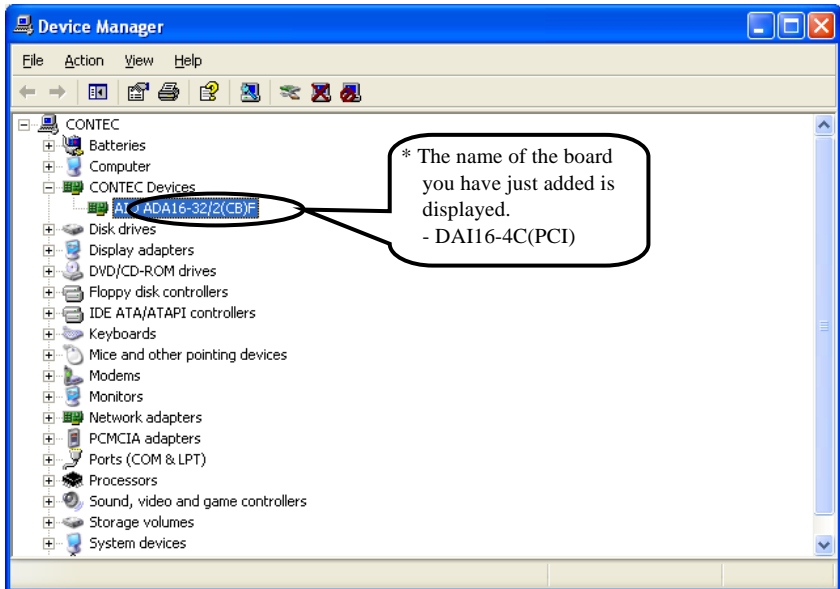 Device Manager
File Action View Help
CONTEC
Batteries
Computer
CONTEC Devices
ADA16-32/2(CB)F
* The name of the board
you have just added is
displayed.
- DAI16-4C(PCI)
Disk drives
Display adapters
DVD/CD-ROM drives
Floppy disk controllers
IDE ATA/ATAPI controllers
Keyboards
Mice and other pointing devices
Modems
Monitors
Network adapters
PCMCIA adapters
Ports (COM & LPT)
Processors
Sound, video and game controllers
Storage volumes
System devices